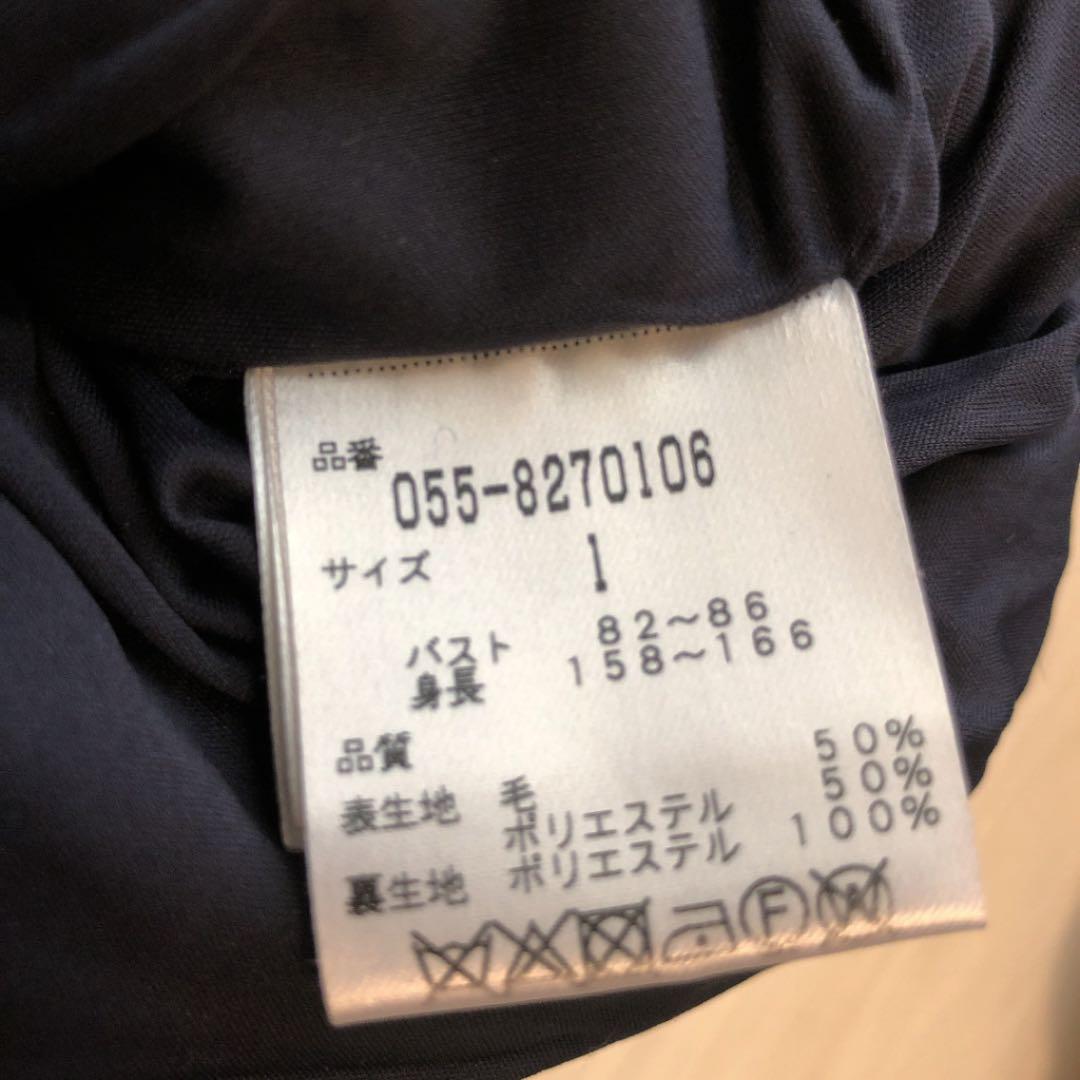 品番 055-8270106
サイズ 1
バスト 82～86
身長 158～166
品質
表生地 毛 50%
ポリエステル 50%
裏生地 ポリエステル 100%
F W